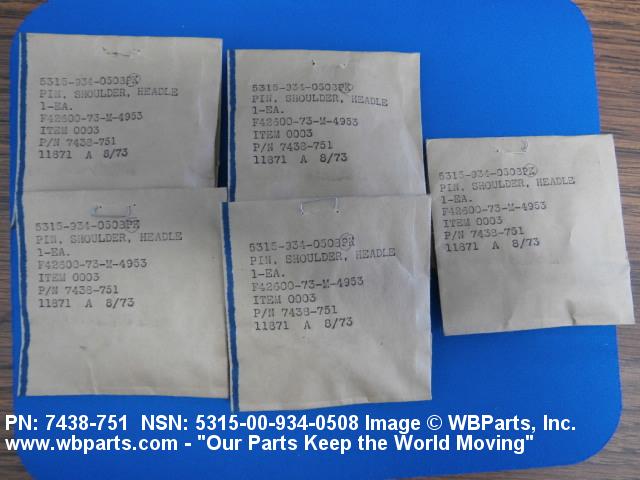 5315-934-0508PK
PIN, SHOULDER, HEADLE
1-EA.
F42600-73-M-4953
ITEM 0003
P/N 7438-751
11871 A 8/73
5315-934-0508PK
PIN, SHOULDER, HEADLE
1-EA.
F42600-73-M-4953
ITEM 0003
P/N 7438-751
11871 A 8/73
5315-934-0508PK
PIN, SHOULDER, HEADLE
1-EA.
F42600-73-M-4953
ITEM 0003
P/N 7438-751
11871 A 8/73
5315-934-0508PK
PIN, SHOULDER, HEADLE
1-EA.
F42600-73-M-4953
ITEM 0003
P/N 7438-751
11871 A 8/73
5315-934-0508PK
PIN, SHOULDER, HEADLE
1-EA.
F42600-73-M-4953
ITEM 0003
P/N 7438-751
11871 A 8/73
PN: 7438-751 NSN: 5315-00-934-0508 Image © WBParts, Inc.
www.wbparts.com - "Our Parts Keep the World Moving"